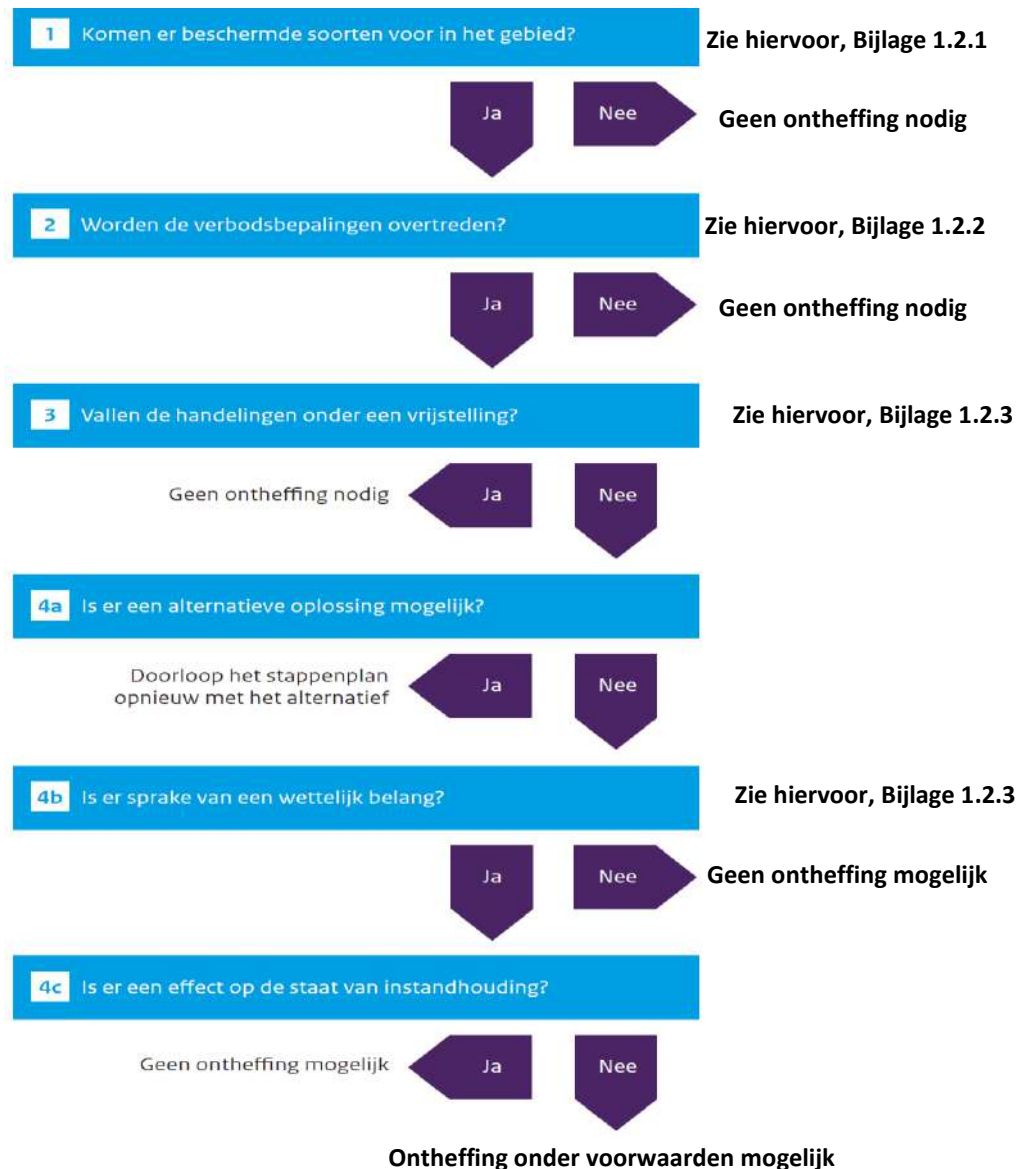 1 Komen er beschermde soorten voor in het gebied? Zie hiervoor, Bijlage 1.2.1
Ja Nee Geen ontheffing nodig
2 Worden de verbodsbepalingen overtreden? Zie hiervoor, Bijlage 1.2.2
Ja Nee Geen ontheffing nodig
3 Vallen de handelingen onder een vrijstelling? Zie hiervoor, Bijlage 1.2.3
Geen ontheffing nodig Ja Nee
4a Is er een alternatieve oplossing mogelijk?
Doorloop het stappenplan
opnieuw met het alternatief Ja Nee
4b Is er sprake van een wettelijk belang? Zie hiervoor, Bijlage 1.2.3
Ja Nee Geen ontheffing mogelijk
4c Is er een effect op de staat van instandhouding?
Geen ontheffing mogelijk Ja Nee
Ontheffing onder voorwaarden mogelijk